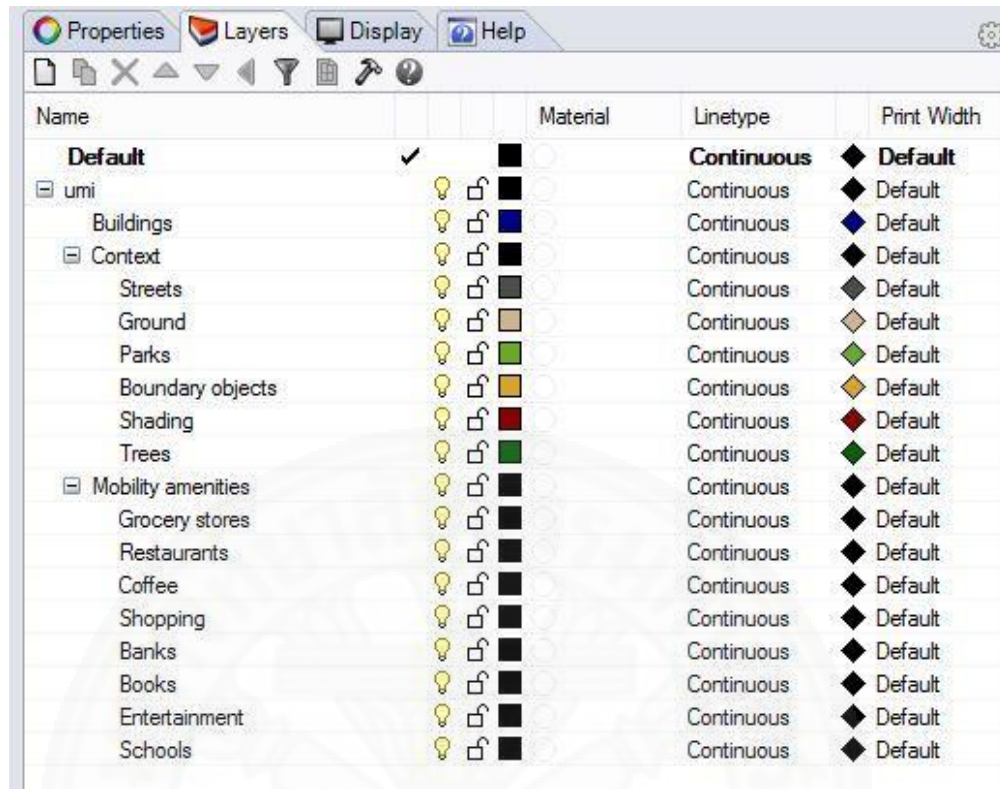 Properties Layers Display Help
Name Material Linetype Print Width
Default Continuous Default
umi Continuous Default
Buildings Continuous Default
Context Continuous Default
Streets Continuous Default
Ground Continuous Default
Parks Continuous Default
Boundary objects Continuous Default
Shading Continuous Default
Trees Continuous Default
Mobility amenities Continuous Default
Grocery stores Continuous Default
Restaurants Continuous Default
Coffee Continuous Default
Shopping Continuous Default
Banks Continuous Default
Books Continuous Default
Entertainment Continuous Default
Schools Continuous Default